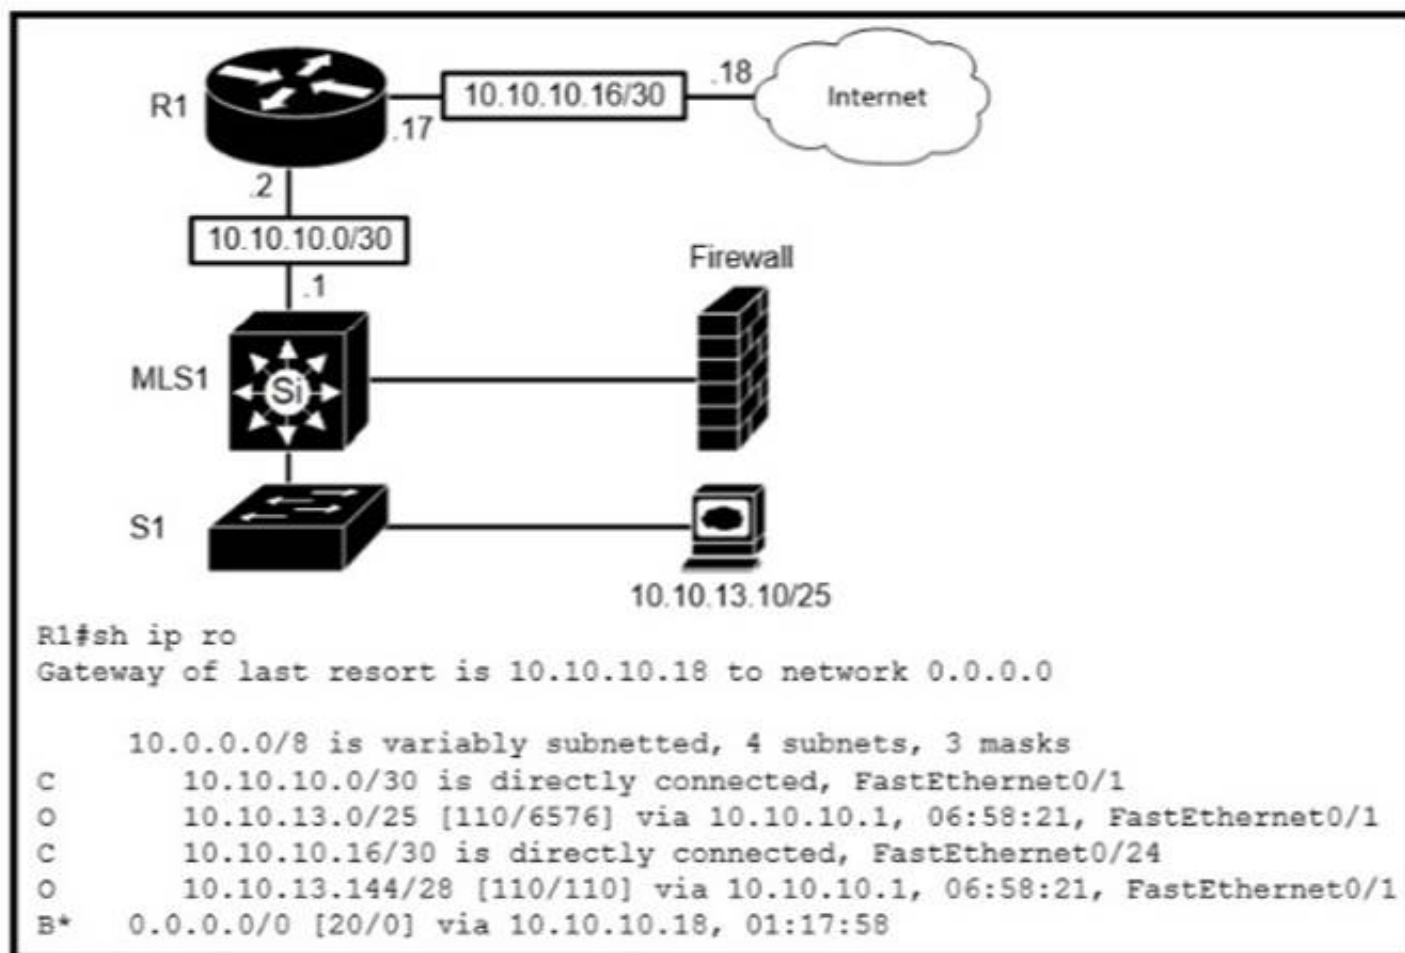 R1
10.10.10.16/30
.18
Internet
.17
.2
10.10.10.0/30
.1
Firewall
MLS1
Si
S1
10.10.13.10/25
R1#sh ip ro
Gateway of last resort is 10.10.10.18 to network 0.0.0.0
10.0.0.0/8 is variably subnetted, 4 subnets, 3 masks
C 10.10.10.0/30 is directly connected, FastEthernet0/1
O 10.10.13.0/25 [110/6576] via 10.10.10.1, 06:58:21, FastEthernet0/1
C 10.10.10.16/30 is directly connected, FastEthernet0/24
O 10.10.13.144/28 [110/110] via 10.10.10.1, 06:58:21, FastEthernet0/1
B* 0.0.0.0/0 [20/0] via 10.10.10.18, 01:17:58